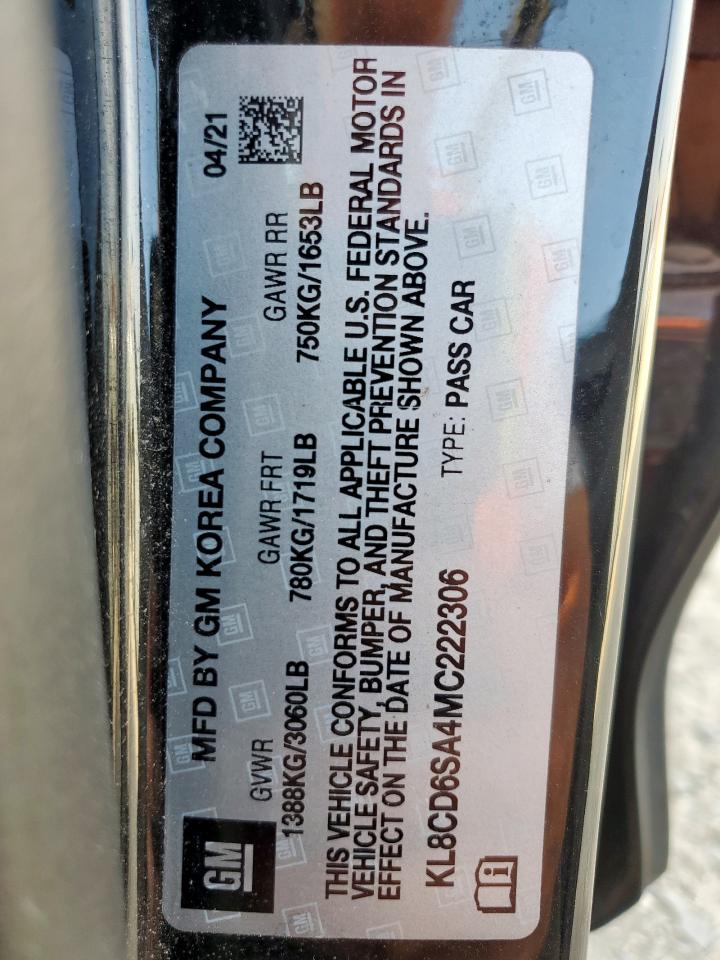 GM
MFD BY GM KOREA COMPANY 04/21
GVWR GAWR FRT GAWR RR
1388KG/3060LB 780KG/1719LB 750KG/1653LB
THIS VEHICLE CONFORMS TO ALL APPLICABLE U.S. FEDERAL MOTOR
VEHICLE SAFETY, BUMPER, AND THEFT PREVENTION STANDARDS IN
EFFECT ON THE DATE OF MANUFACTURE SHOWN ABOVE.
KL8CD6SA4MC222306 TYPE: PASS CAR